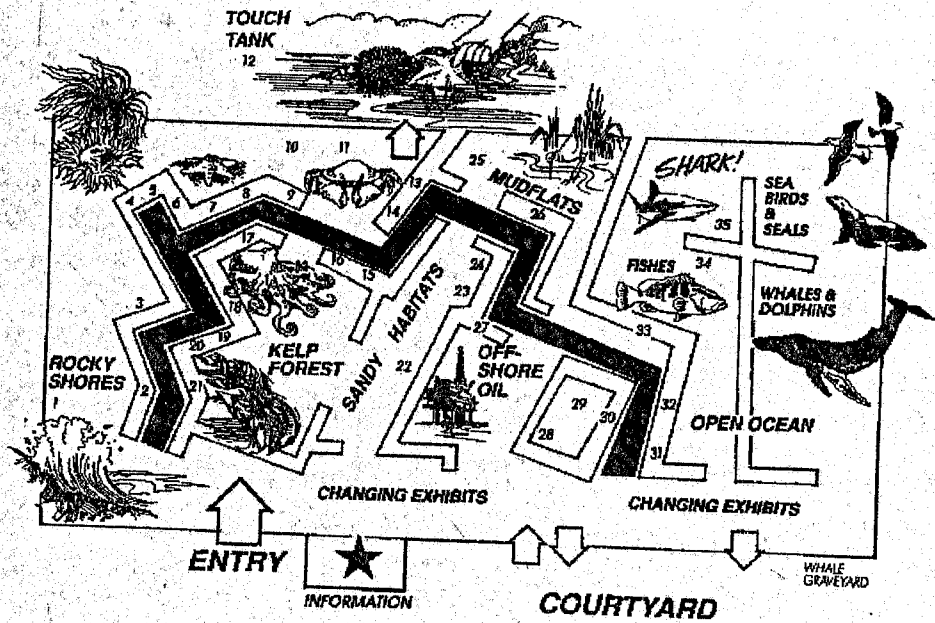 TOUCH
TANK
12
10
11
25
13
MUDFLATS
SHARK!
SEA
BIRDS
&
SEALS
4
5
6
7
8
9
14
26
35
17
16
15
24
34
FISHES
WHALES &
DOLPHINS
3
18
23
SANDY HABITATS
27
33
19
20
KELP
FOREST
OFF-
SHORE
OIL
ROCKY
SHORES
1
2
21
22
29
30
28
32
31
OPEN OCEAN
CHANGING EXHIBITS
CHANGING EXHIBITS
ENTRY
INFORMATION
COURTYARD
WHALE
GRAVEYARD